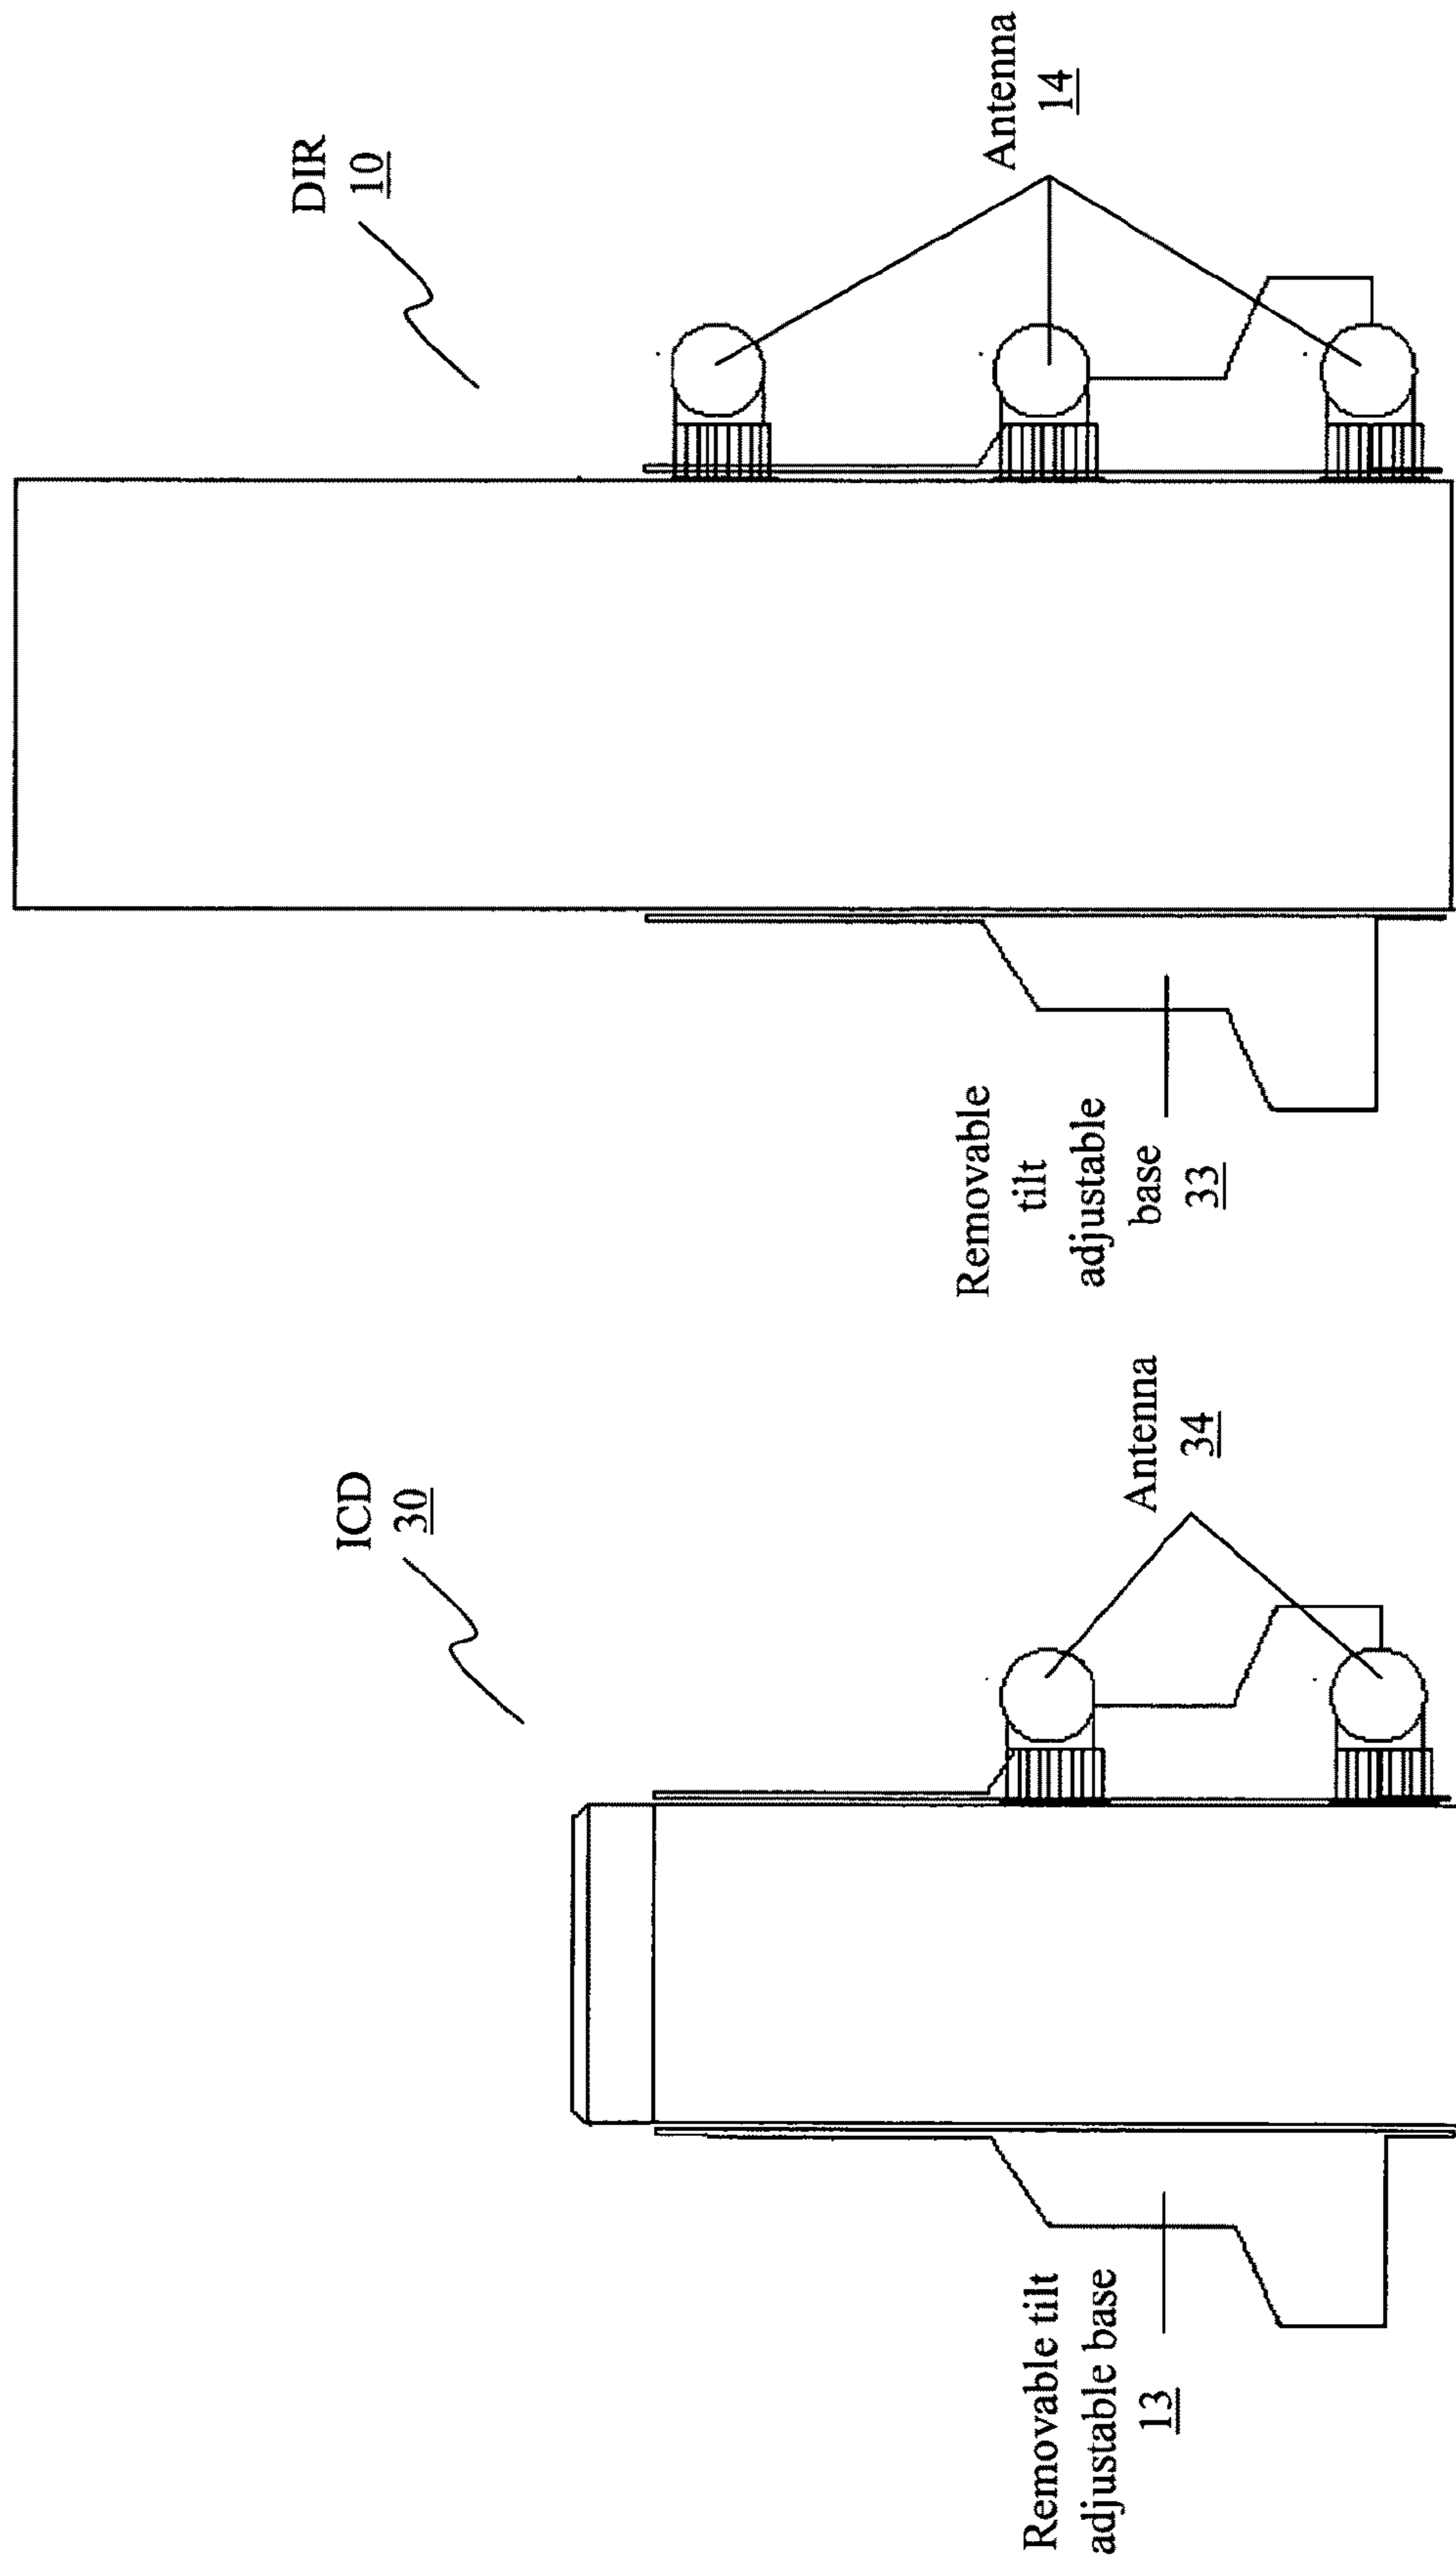 ICD
30
Antenna
34
Removable tilt
adjustable base
13
DIR
10
Antenna
14
Removable
tilt
adjustable
base
33